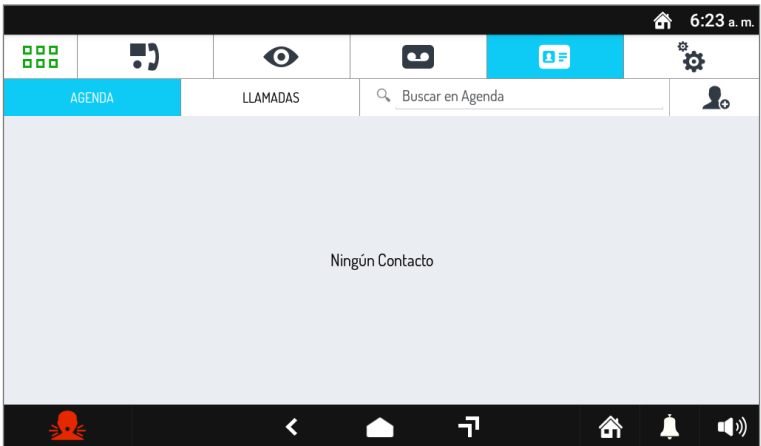 6:23 a. m.
AGENDA
LLAMADAS
Buscar en Agenda
Ningún Contacto